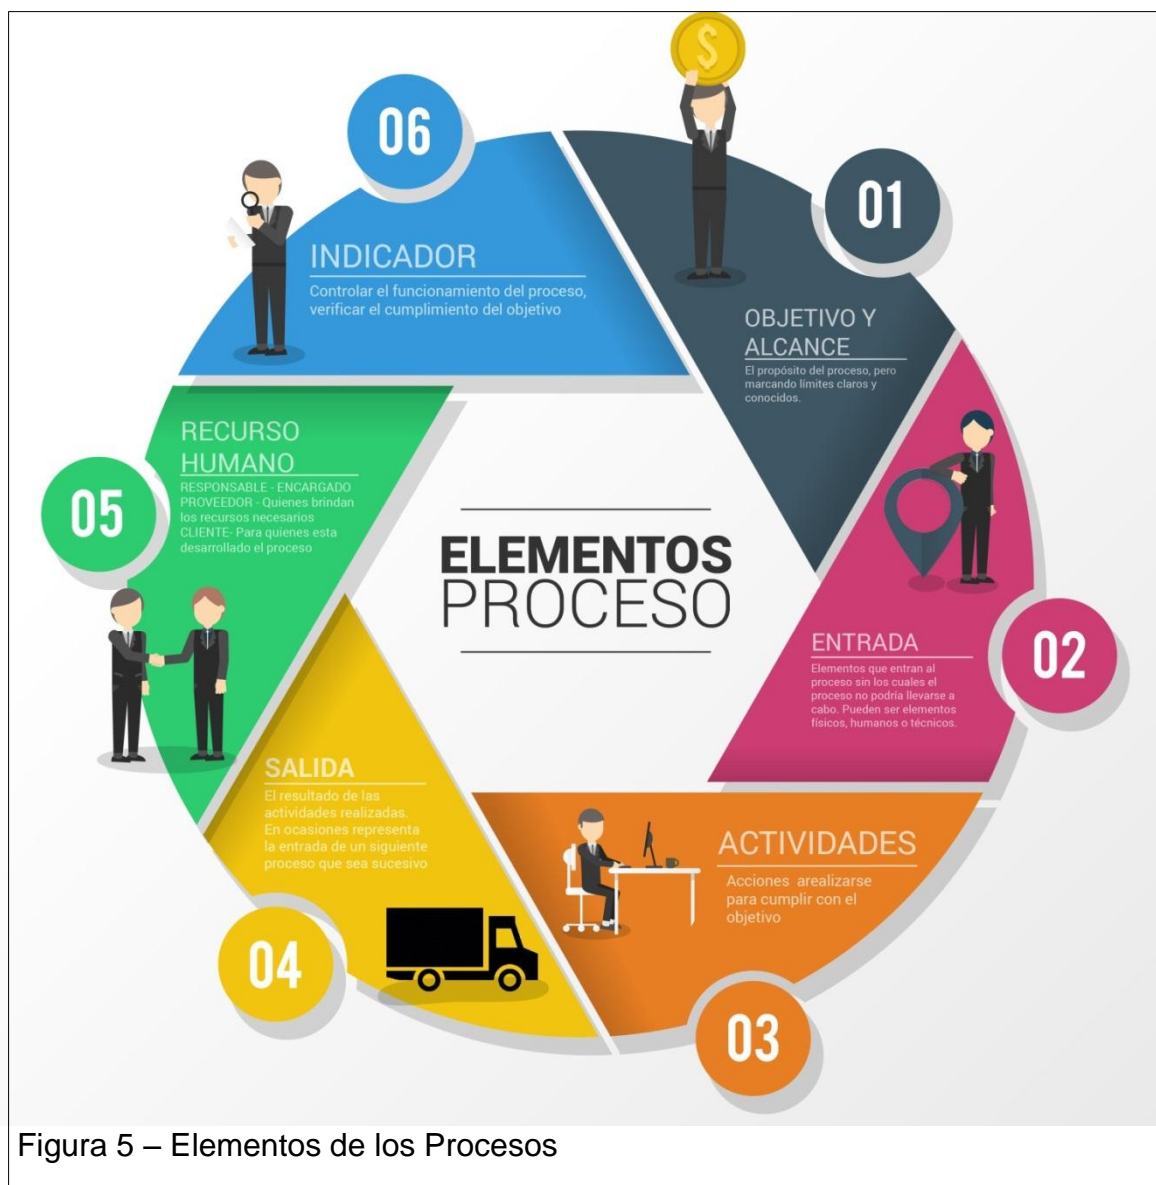 ELEMENTOS
PROCESO
01
OBJETIVO Y
ALCANCE
El propósito del proceso, pero
marcando límites claros y
conocidos.
02
ENTRADA
Elementos que entran al
proceso sin los cuales el
proceso no podría llevarse a
cabo. Pueden ser elementos
físicos, humanos o técnicos.
03
ACTIVIDADES
Acciones arealizarse
para cumplir con el
objetivo
04
SALIDA
El resultado de las
actividades realizadas.
En ocasiones representa
la entrada de un siguiente
proceso que sea sucesivo
05
RECURSO
HUMANO
RESPONSABLE - ENCARGADO
PROVEEDOR - Quienes brindan
los recursos necesarios
CLIENTE- Para quienes esta
desarrollado el proceso
06
INDICADOR
Controlar el funcionamiento del proceso,
verificar el cumplimiento del objetivo
$
Figura 5 – Elementos de los Procesos